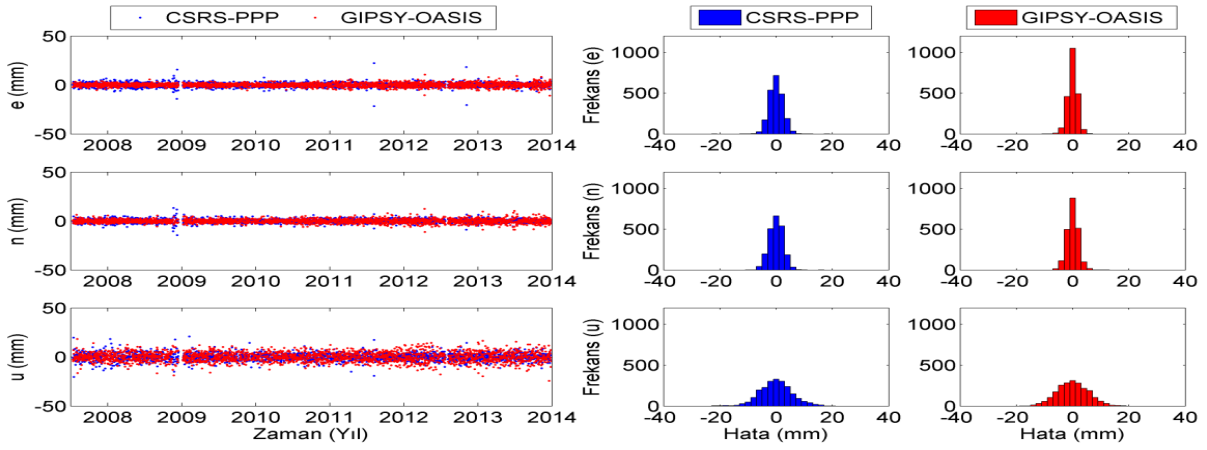 CSRS-PPP GIPSY-OASIS
CSRS-PPP
GIPSY-OASIS
50
0
-50
e (mm)
2008 2009 2010 2011 2012 2013 2014
Frekans (e)
1000
500
0
-40 -20 0 20 40
1000
500
0
-40 -20 0 20 40
50
0
-50
n (mm)
2008 2009 2010 2011 2012 2013 2014
Frekans (n)
1000
500
0
-40 -20 0 20 40
1000
500
0
-40 -20 0 20 40
50
0
-50
u (mm)
2008 2009 2010 2011 2012 2013 2014
Zaman (Yıl)
Frekans (u)
1000
500
0
-40 -20 0 20 40
Hata (mm)
1000
500
0
-40 -20 0 20 40
Hata (mm)